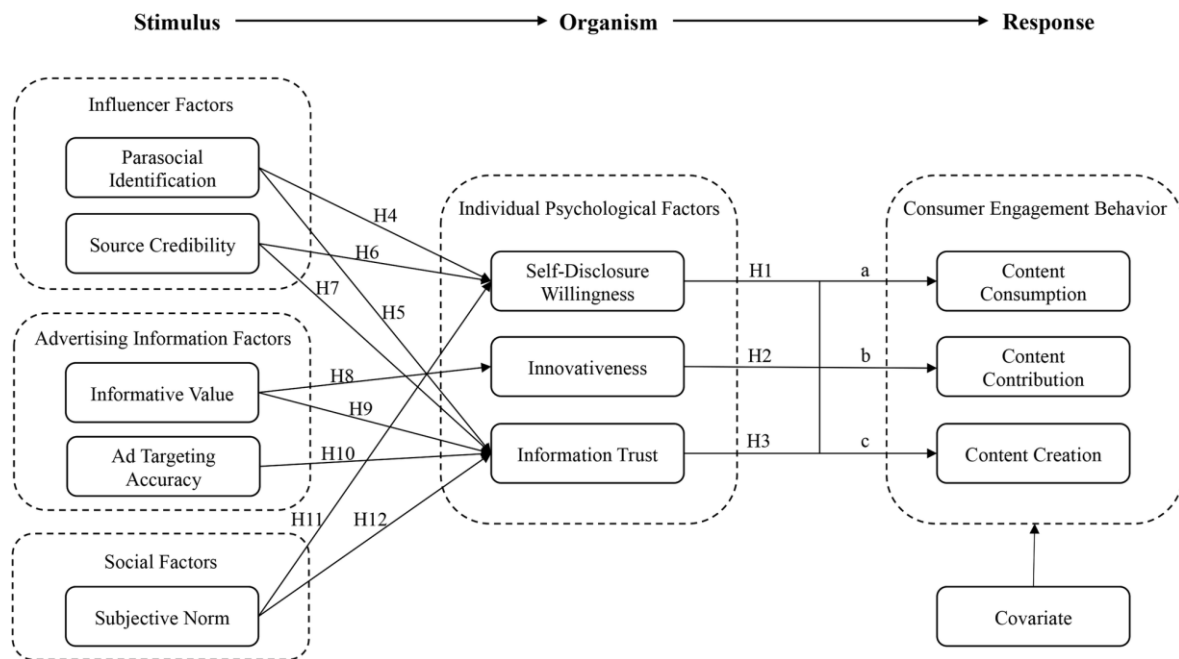 Stimulus
Organism
Response
Influencer Factors
Parasocial
Identification
Source Credibility
Advertising Information Factors
Informative Value
Ad Targeting
Accuracy
Social Factors
Subjective Norm
H4
H6
H7
H5
H8
H9
H10
H11
H12
Individual Psychological Factors
Self-Disclosure
Willingness
Innovativeness
Information Trust
H1
a
H2
b
H3
c
Consumer Engagement Behavior
Content
Consumption
Content
Contribution
Content Creation
Covariate